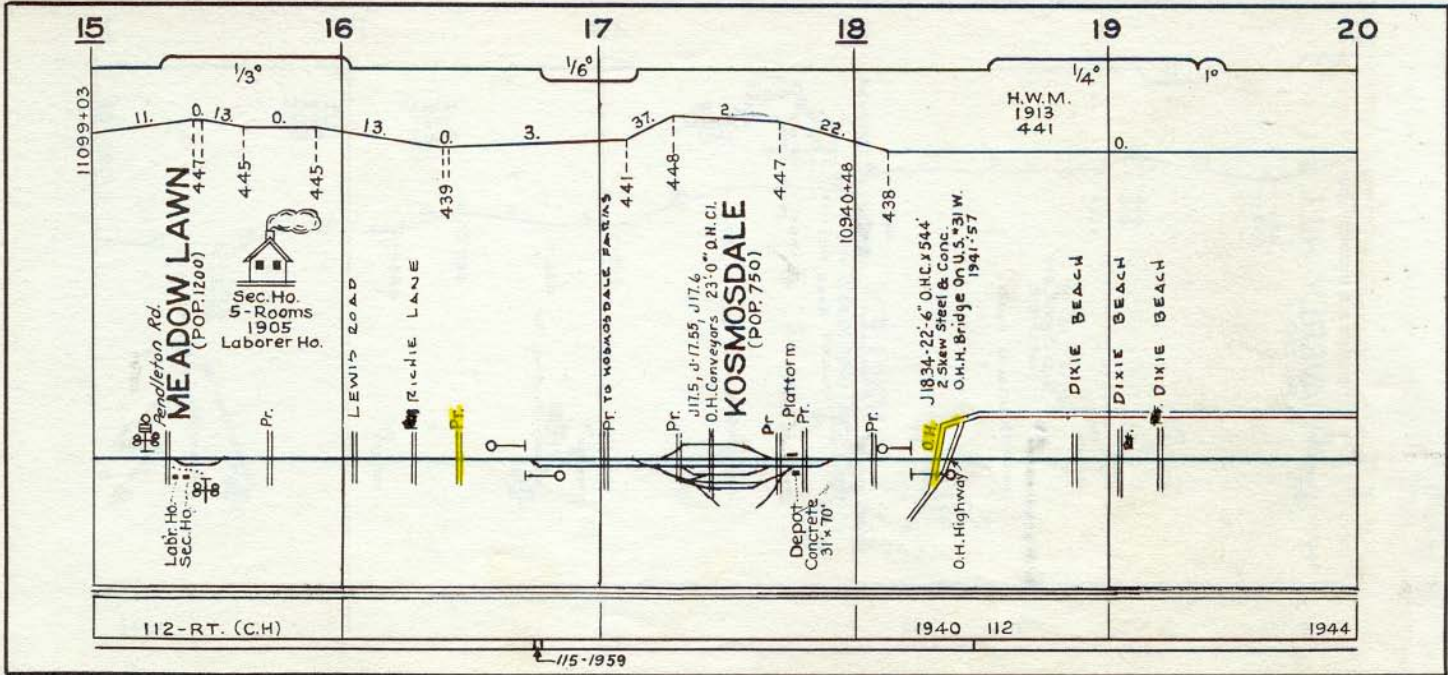 15 16 17 18 19 20
1/3° 1/6° 1/4° 1°
H.W.M.
1913
441
11. 0. 13. 0. 13. 0. 3. 37. 2. 22. 0.
11099+03
447
445
445
439
441
448
447
10940+48
438
Pendleton Rd.
MEADOW LAWN
(POP. 1200)
Sec. Ho.
5-Rooms
1905
Laborer Ho.
Pr.
LEWIS ROAD
RICHIE LANE
Pr.
Pr. TO KOSMOSDALE FARMS
J17.5, J-17.55, J17.6
O.H. Conveyors 23'-0" O.H.Cl.
KOSMOSDALE
(POP. 750)
Pr.
Plattorm
Pr.
Pr.
J1834-22'-6" O.H.C. x 544'
2 Skew Steel & Conc.
O.H.H. Bridge On U.S. #31 W.
1941-'57
O.H.
O.H. Highway
DIXIE BEACH
DIXIE BEACH
DIXIE BEACH
Labr. Ho.
Sec. Ho.
Depot
Concrete
31'x 70'
112-RT. (C.H) 1940 112 1944
115-1959